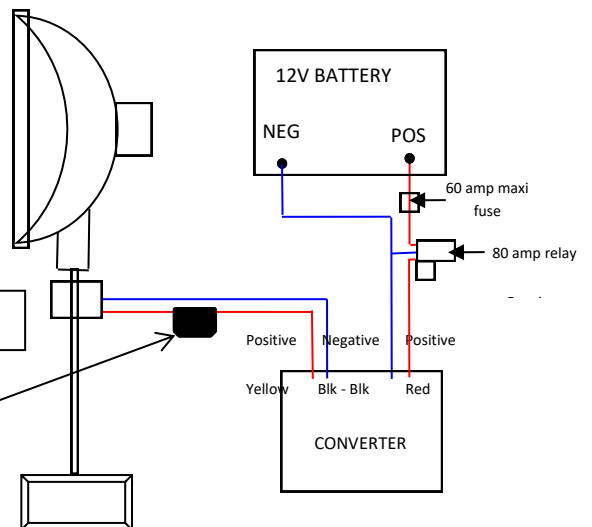 12V BATTERY
NEG
POS
60 amp maxi
fuse
80 amp relay
Positive Negative Positive
Yellow Blk - Blk Red
CONVERTER